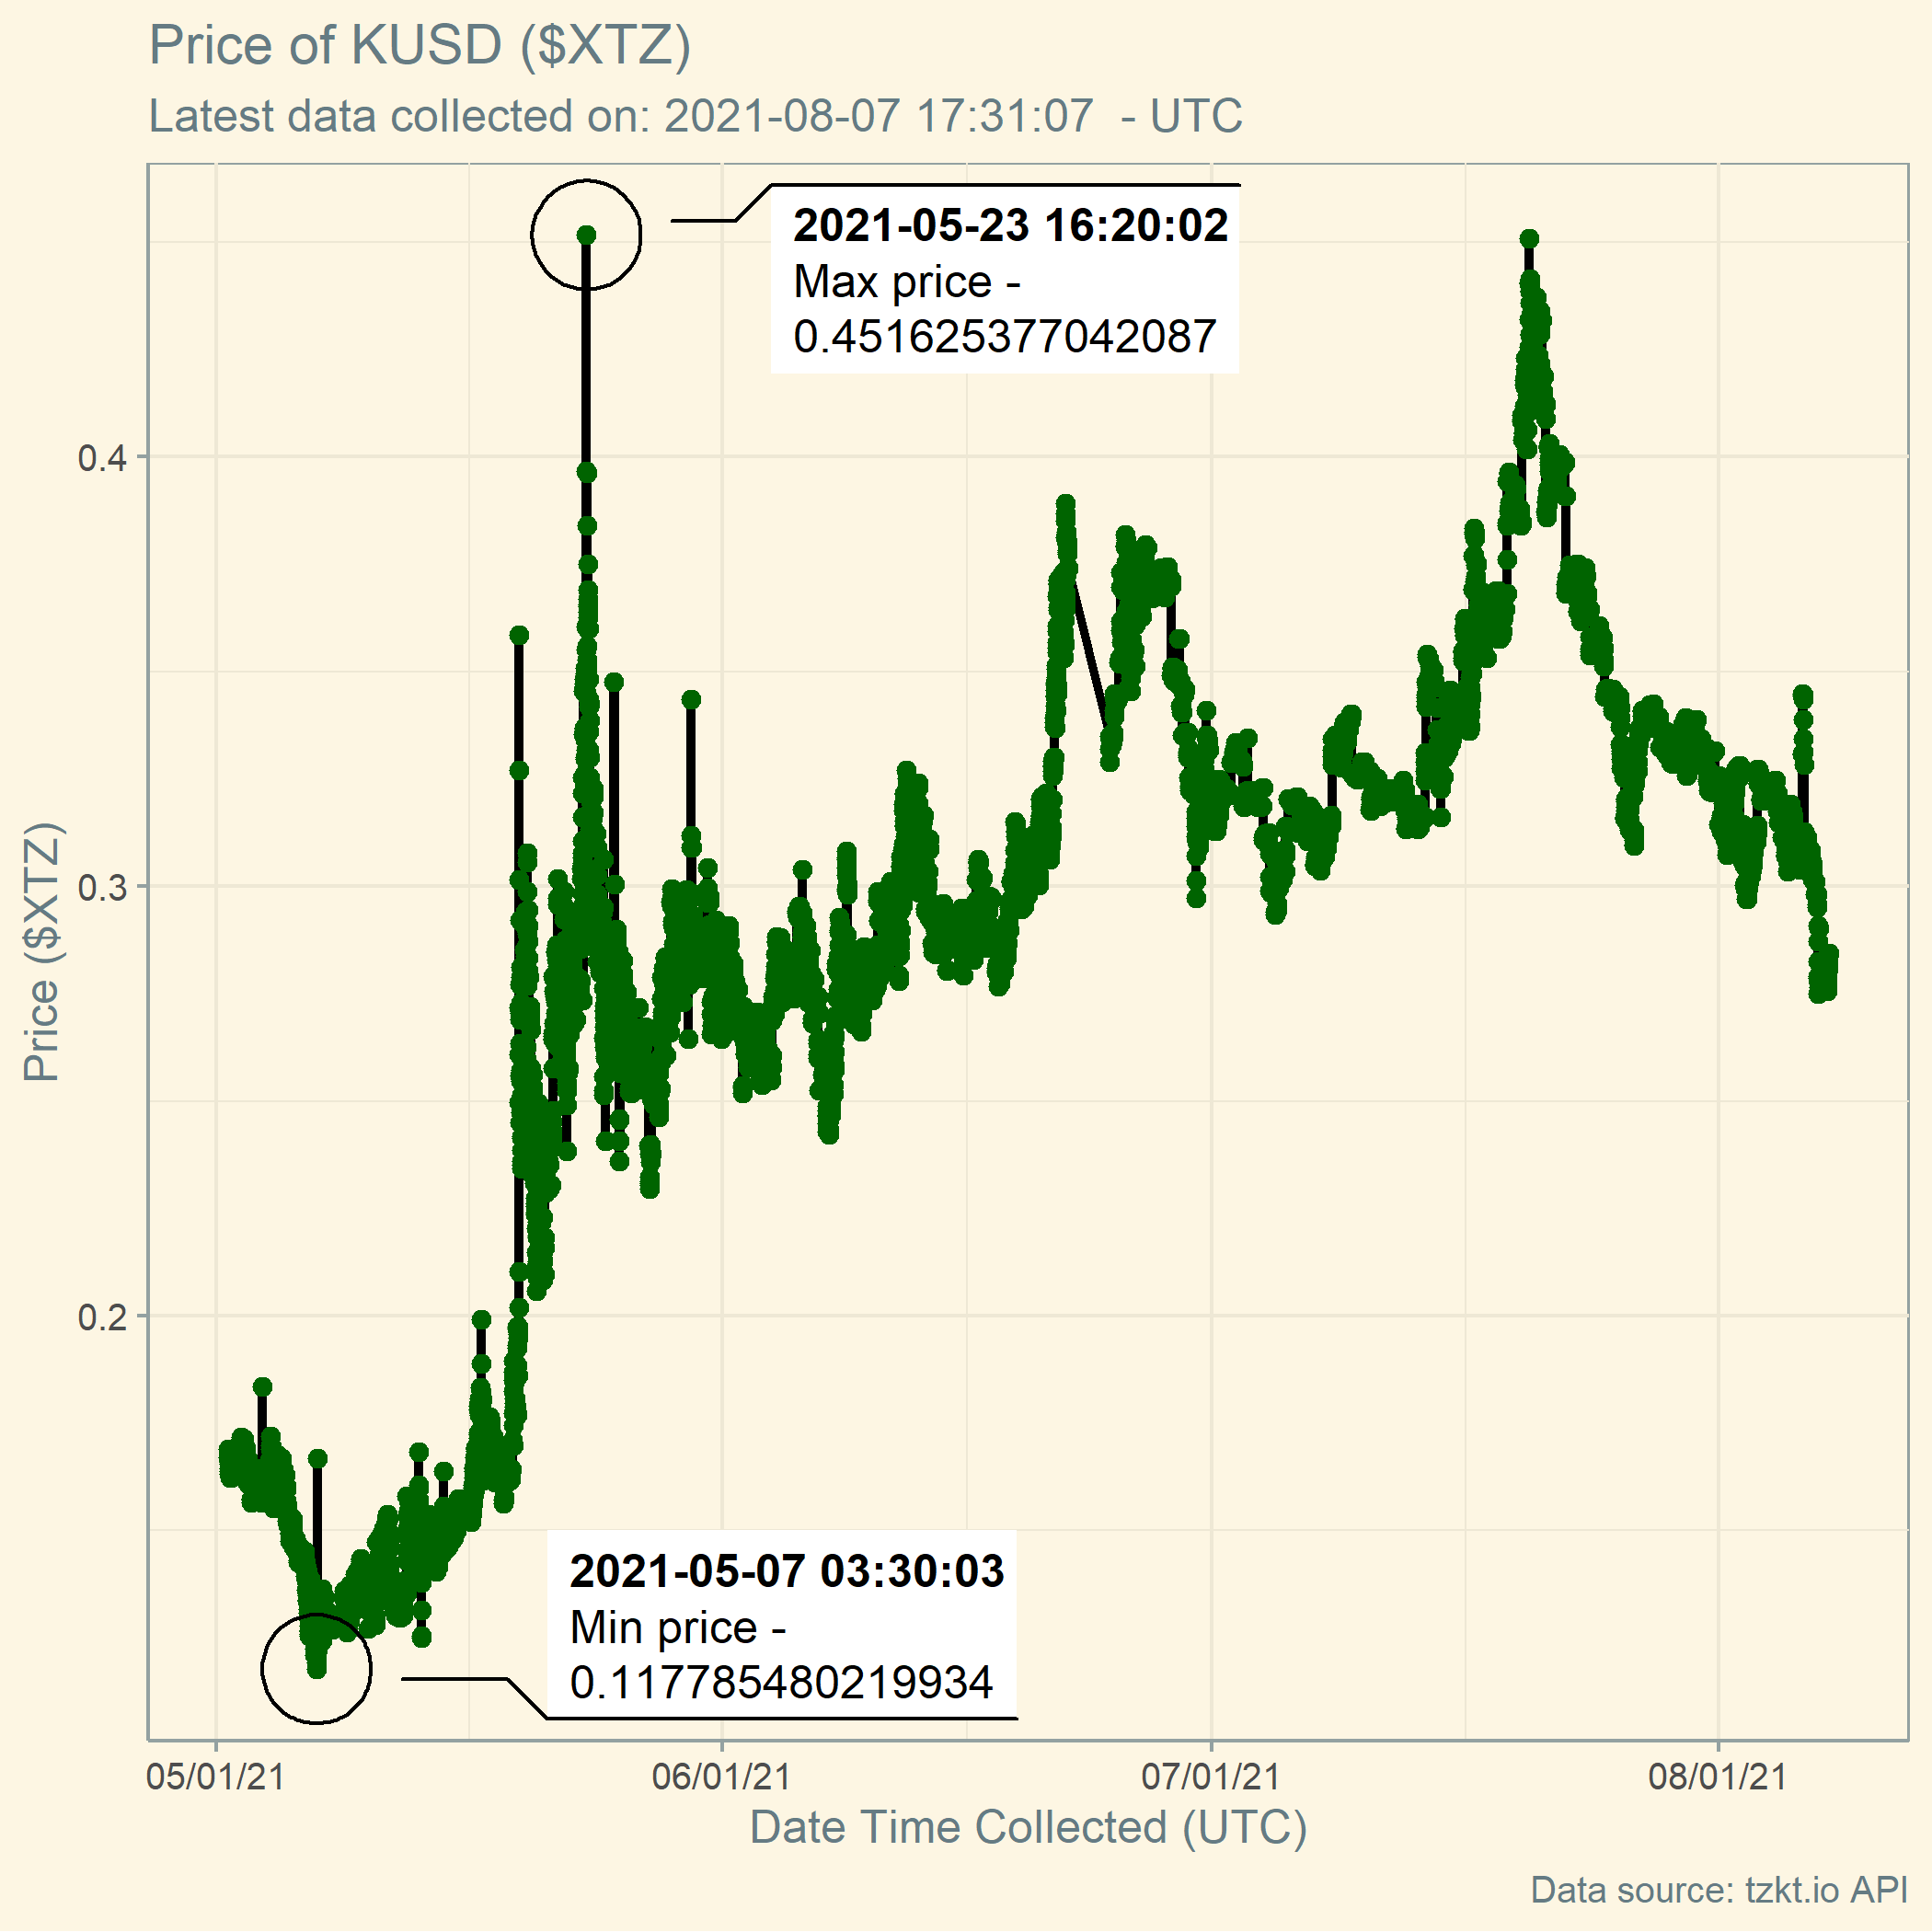 Price of KUSD ($XTZ)
Latest data collected on: 2021-08-07 17:31:07  - UTC
2021-05-23 16:20:02
Max price -
0.451625377042087
0.4
0.3
0.2
Price ($XTZ)
2021-05-07 03:30:03
Min price -
0.117785480219934
05/01/21
06/01/21
07/01/21
08/01/21
Date Time Collected (UTC)
Data source: tzkt.io API